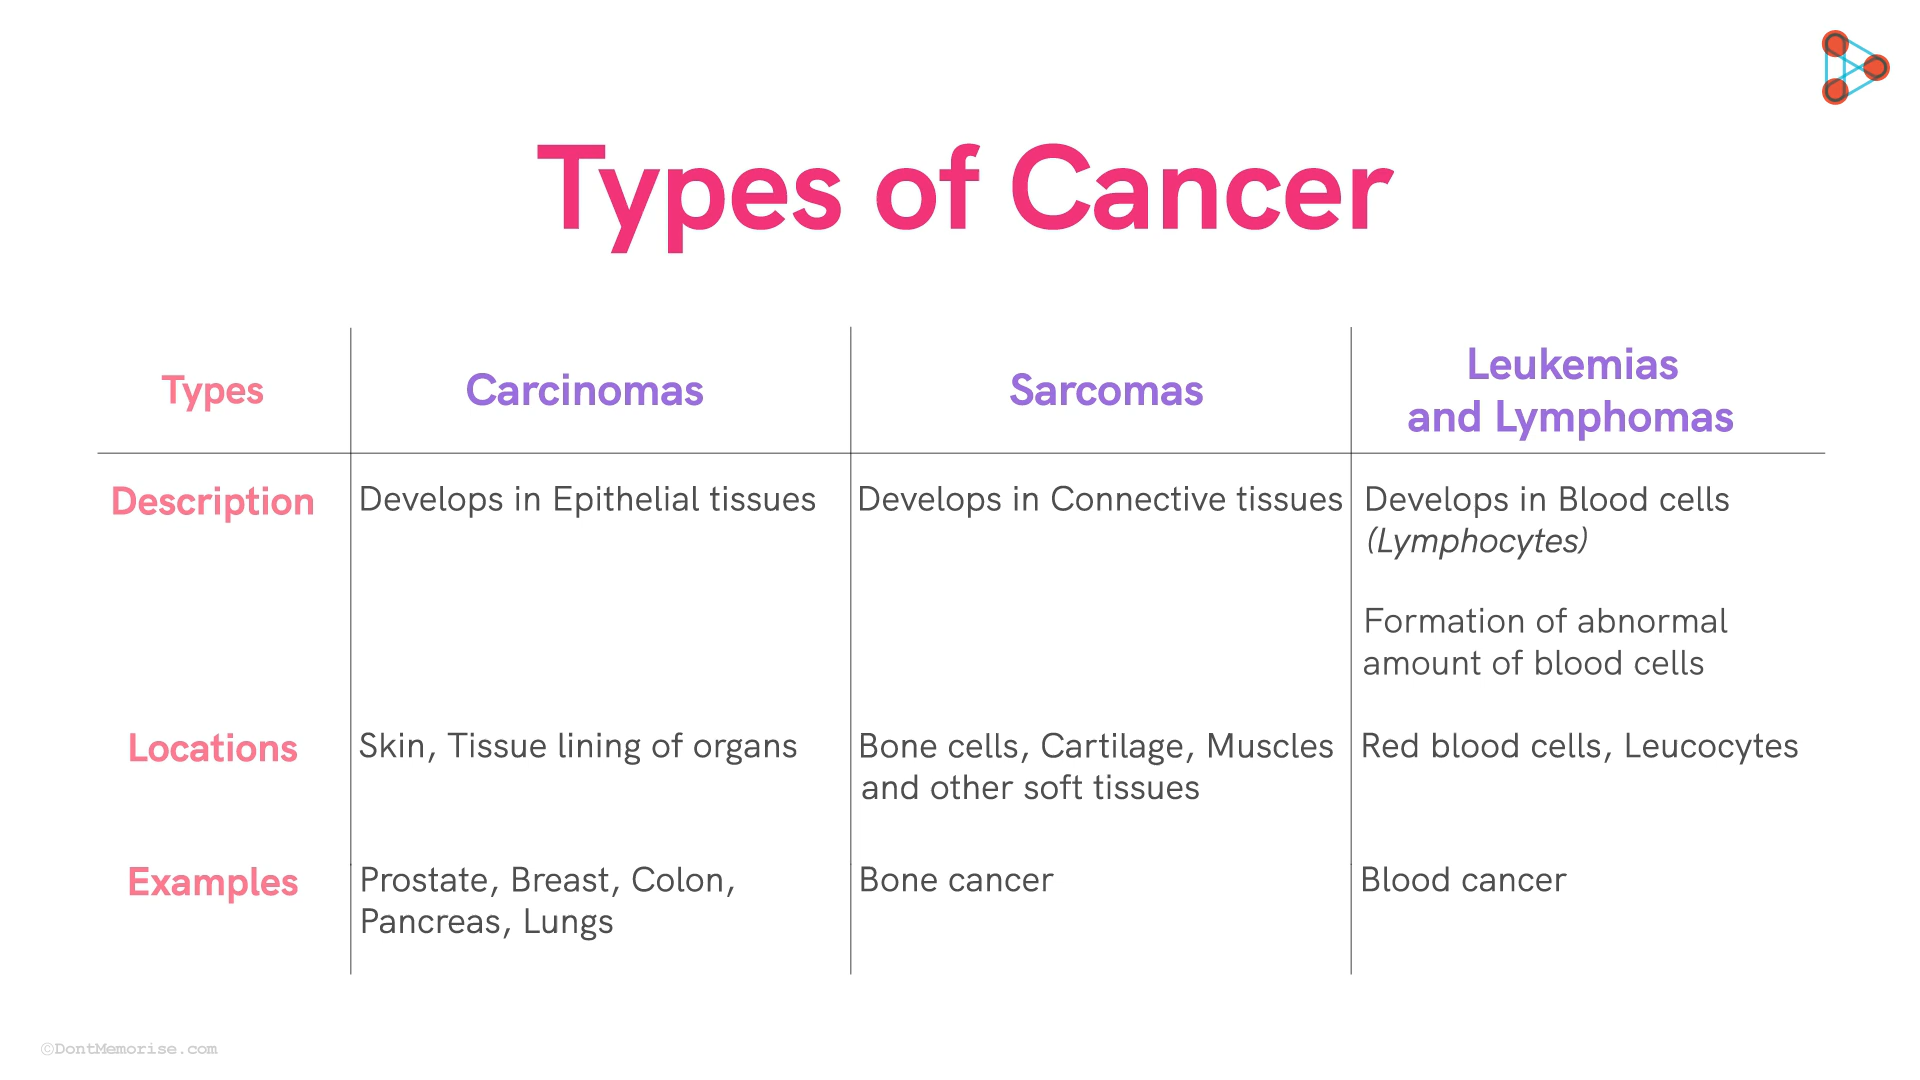 Types of Cancer
Types
Carcinomas
Sarcomas
Leukemias
and Lymphomas
Description
Develops in Epithelial tissues
Develops in Connective tissues
Develops in Blood cells
(Lymphocytes)
Formation of abnormal
amount of blood cells
Locations
Skin, Tissue lining of organs
Bone cells, Cartilage, Muscles
and other soft tissues
Red blood cells, Leucocytes
Examples
Prostate, Breast, Colon,
Pancreas, Lungs
Bone cancer
Blood cancer
©DontMemorise.com